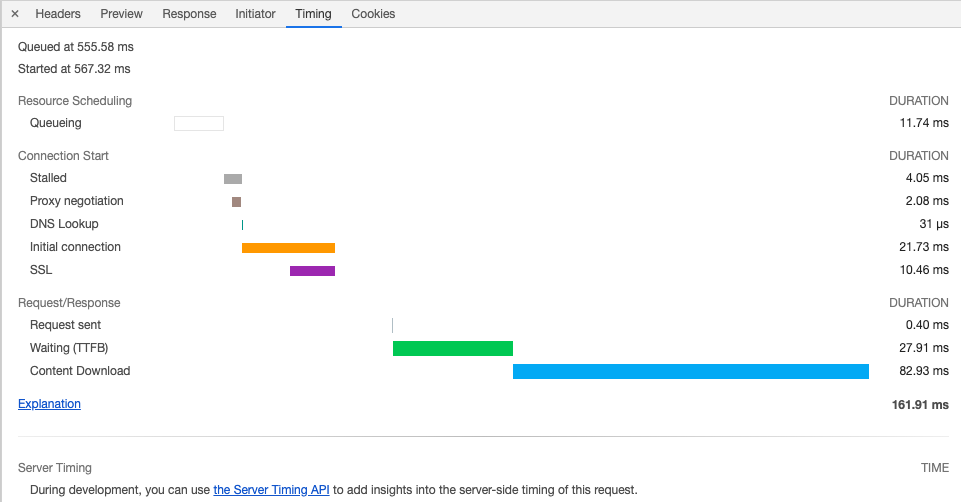 × Headers Preview Response Initiator Timing Cookies
Queued at 555.58 ms
Started at 567.32 ms
Resource Scheduling DURATION
Queueing 11.74 ms
Connection Start DURATION
Stalled 4.05 ms
Proxy negotiation 2.08 ms
DNS Lookup 31 μs
Initial connection 21.73 ms
SSL 10.46 ms
Request/Response DURATION
Request sent 0.40 ms
Waiting (TTFB) 27.91 ms
Content Download 82.93 ms
Explanation 161.91 ms
Server Timing TIME
During development, you can use the Server Timing API to add insights into the server-side timing of this request.